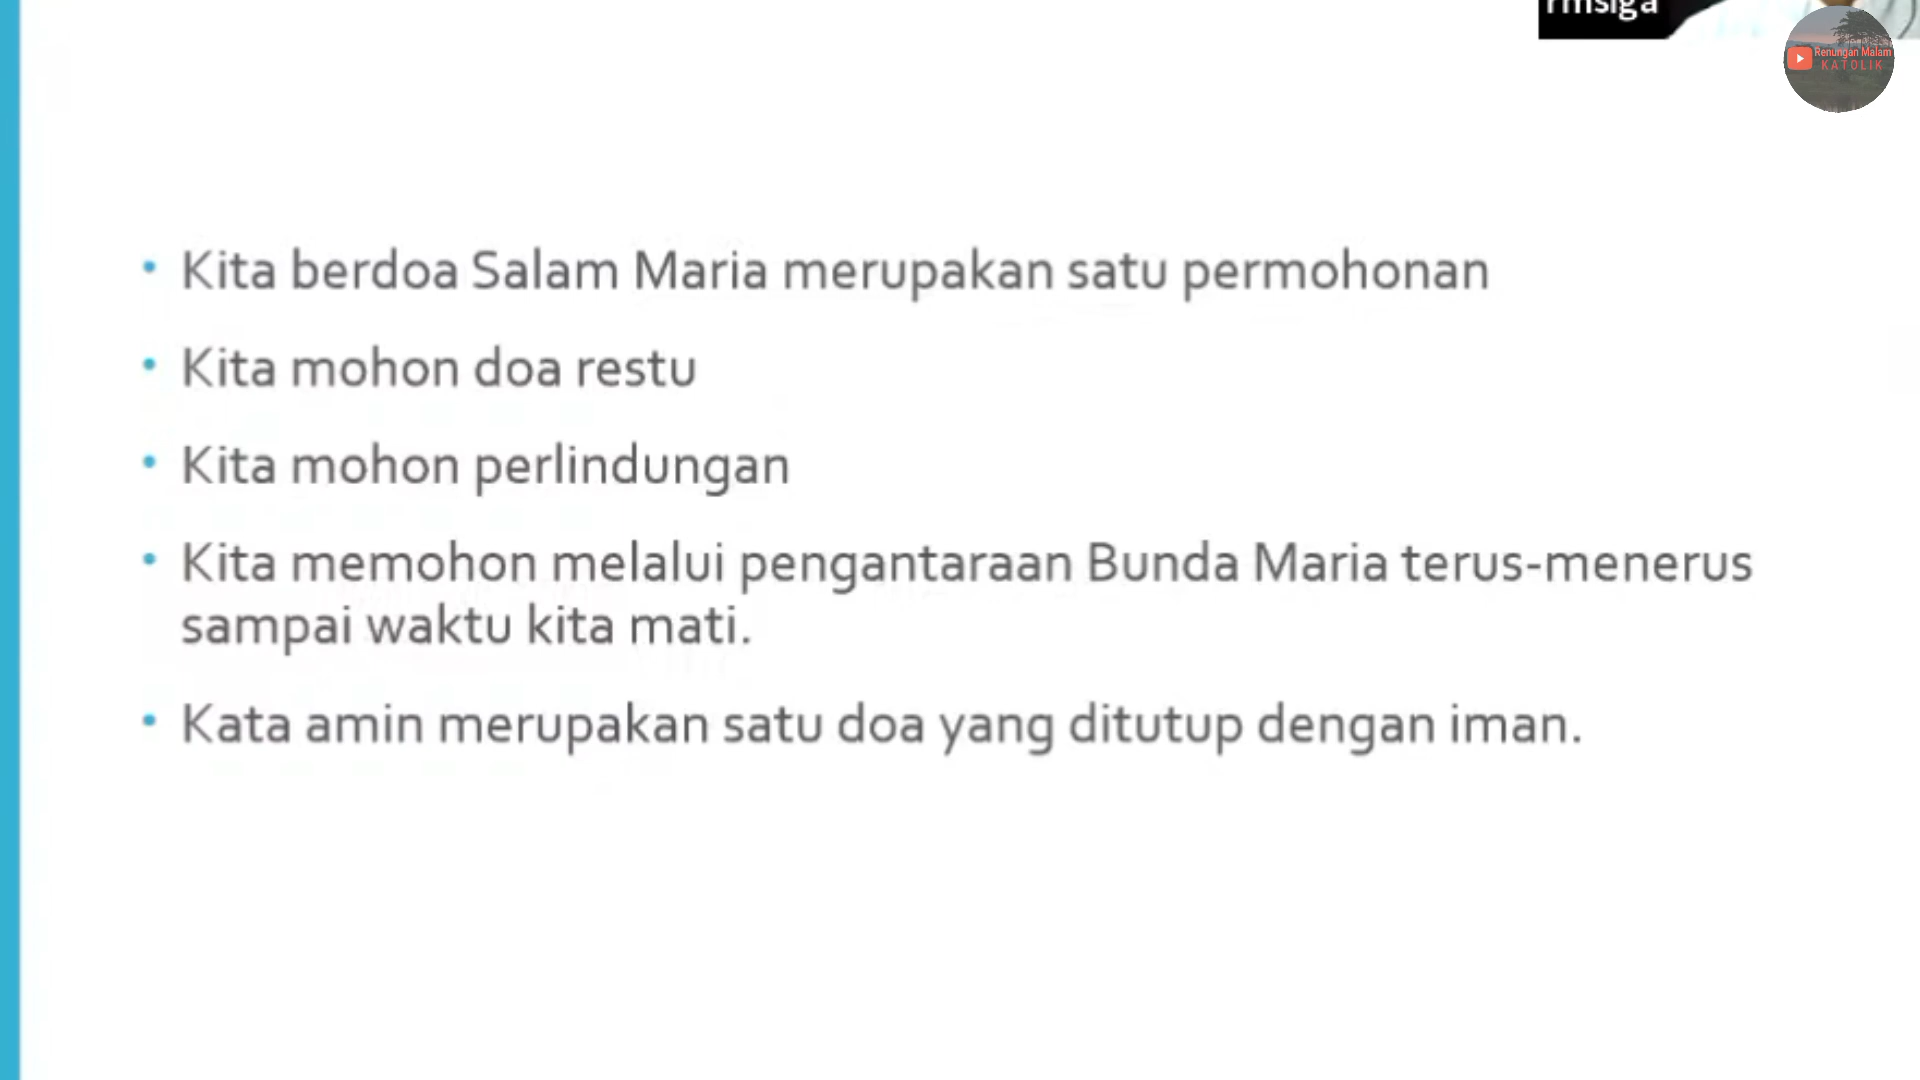 rmsiga
Renungan Malam
KATOLIK
• Kita berdoa Salam Maria merupakan satu permohonan
• Kita mohon doa restu
• Kita mohon perlindungan
• Kita memohon melalui pengantaraan Bunda Maria terus-menerus
sampai waktu kita mati.
• Kata amin merupakan satu doa yang ditutup dengan iman.